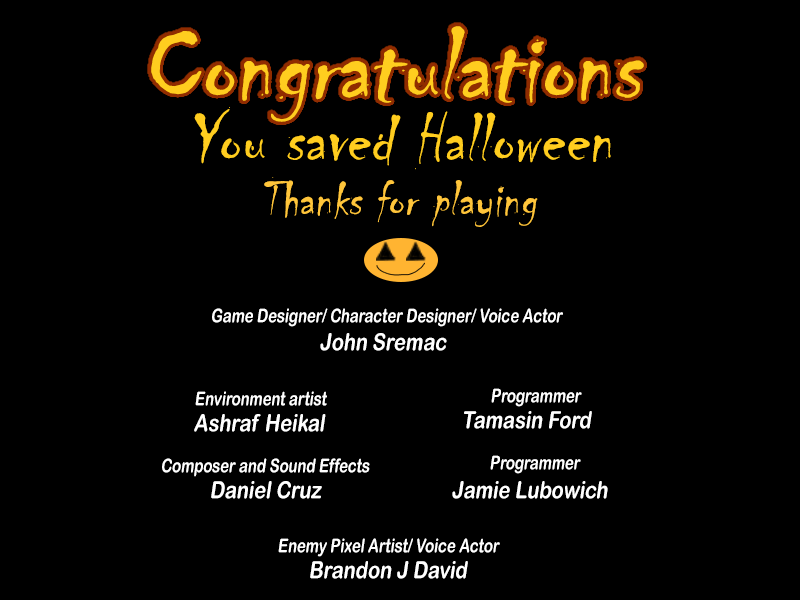 Congratulations
You saved Halloween
Thanks for playing
Game Designer/ Character Designer/ Voice Actor
John Sremac
Environment artist
Ashraf Heikal
Programmer
Tamasin Ford
Composer and Sound Effects
Daniel Cruz
Programmer
Jamie Lubowich
Enemy Pixel Artist/ Voice Actor
Brandon J David